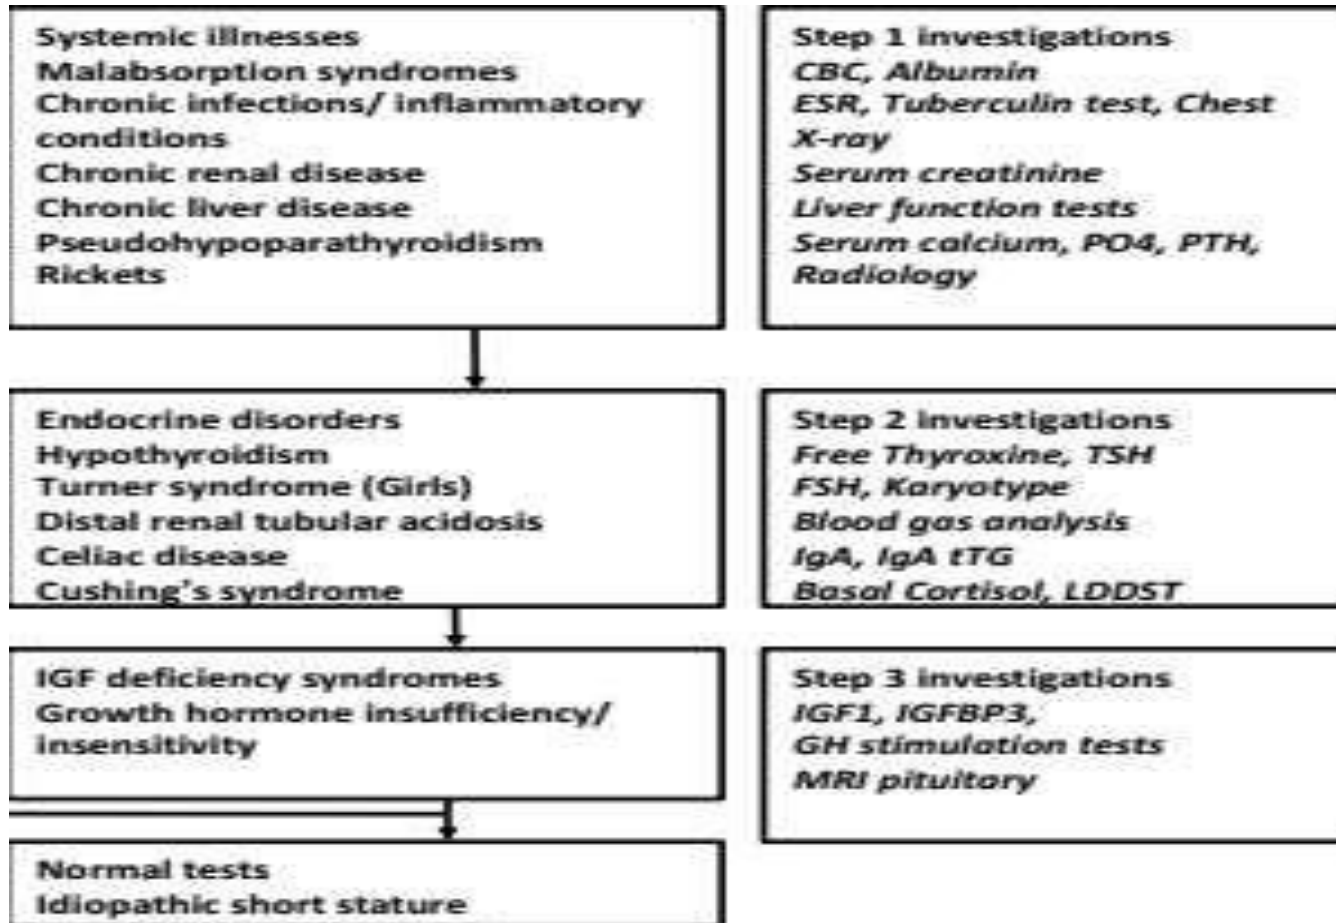 Systemic illnesses
Malabsorption syndromes
Chronic infections/ inflammatory
conditions
Chronic renal disease
Chronic liver disease
Pseudohypoparathyroidism
Rickets
Step 1 investigations
CBC, Albumin
ESR, Tuberculin test, Chest
X-ray
Serum creatinine
Liver function tests
Serum calcium, PO4, PTH,
Radiology
Endocrine disorders
Hypothyroidism
Turner syndrome (Girls)
Distal renal tubular acidosis
Celiac disease
Cushing's syndrome
Step 2 investigations
Free Thyroxine, TSH
FSH, Karyotype
Blood gas analysis
IgA, IgA tTG
Basal Cortisol, LDDST
IGF deficiency syndromes
Growth hormone insufficiency/
insensitivity
Step 3 investigations
IGF1, IGFBP3,
GH stimulation tests
MRI pituitary
Normal tests
Idiopathic short stature